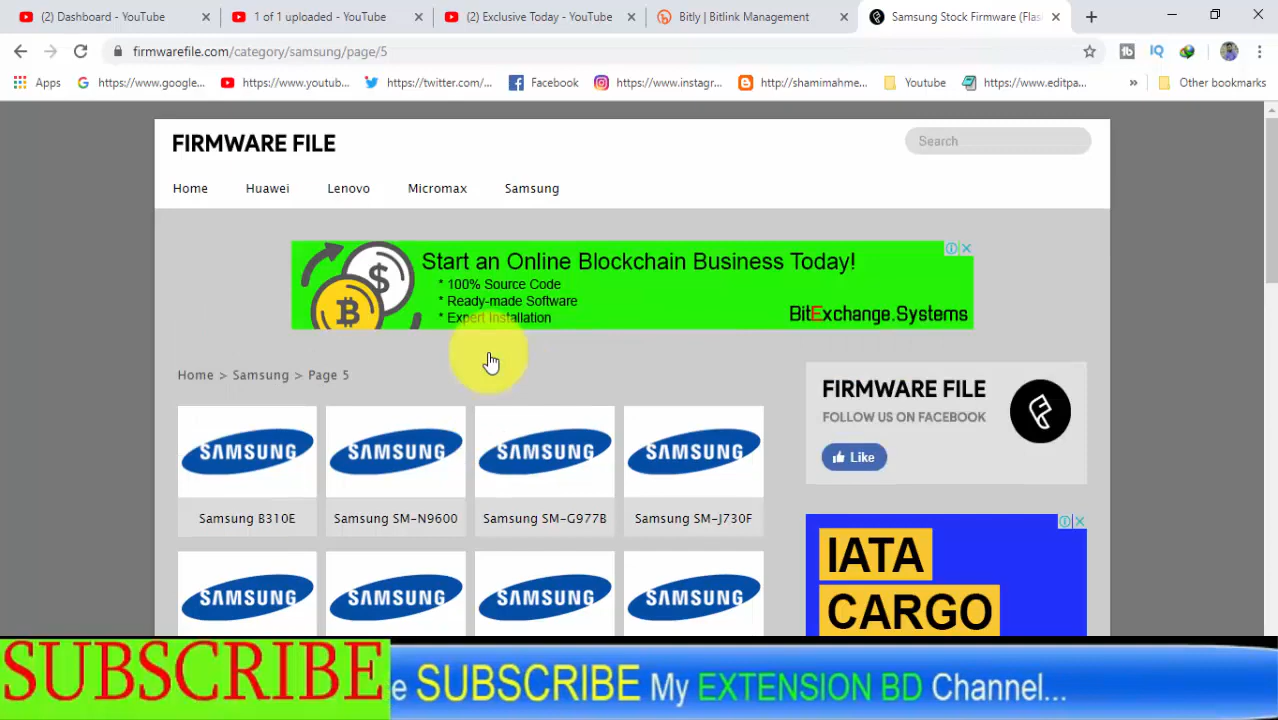 (2) Dashboard - YouTube
1 of 1 uploaded - YouTube
(2) Exclusive Today - YouTube
Bitly | Bitlink Management
Samsung Stock Firmware (Flas
firmwarefile.com/category/samsung/page/5
Apps
https://www.google...
https://www.youtub...
https://twitter.com/...
Facebook
https://www.instagr...
http://shamimahme...
Youtube
https://www.editpa...
Other bookmarks
FIRMWARE FILE
Search
Home Huawei Lenovo Micromax Samsung
Start an Online Blockchain Business Today!
* 100% Source Code
* Ready-made Software
* Expert Installation
BitExchange.Systems
Home > Samsung > Page 5
FIRMWARE FILE
FOLLOW US ON FACEBOOK
Like
SAMSUNG SAMSUNG SAMSUNG SAMSUNG
Samsung B310E Samsung SM-N9600 Samsung SM-G977B Samsung SM-J730F
SAMSUNG SAMSUNG SAMSUNG SAMSUNG
IATA
CARGO
SUBSCRIBE
e SUBSCRIBE My EXTENSION BD Channel...